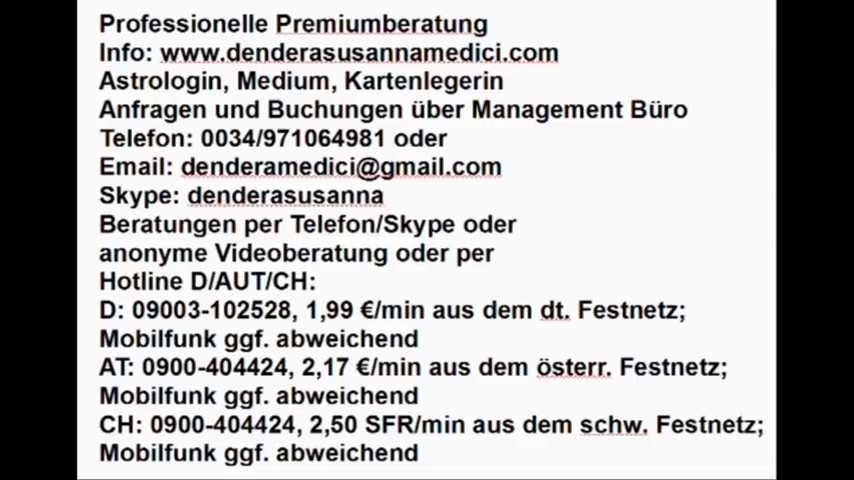 Professionelle Premiumberatung
Info: www.denderasusannamedici.com
Astrologin, Medium, Kartenlegerin
Anfragen und Buchungen über Management Büro
Telefon: 0034/971064981 oder
Email: denderamedici@gmail.com
Skype: denderasusanna
Beratungen per Telefon/Skype oder
anonyme Videoberatung oder per
Hotline D/AUT/CH:
D: 09003-102528, 1,99 €/min aus dem dt. Festnetz;
Mobilfunk ggf. abweichend
AT: 0900-404424, 2,17 €/min aus dem österr. Festnetz;
Mobilfunk ggf. abweichend
CH: 0900-404424, 2,50 SFR/min aus dem schw. Festnetz;
Mobilfunk ggf. abweichend